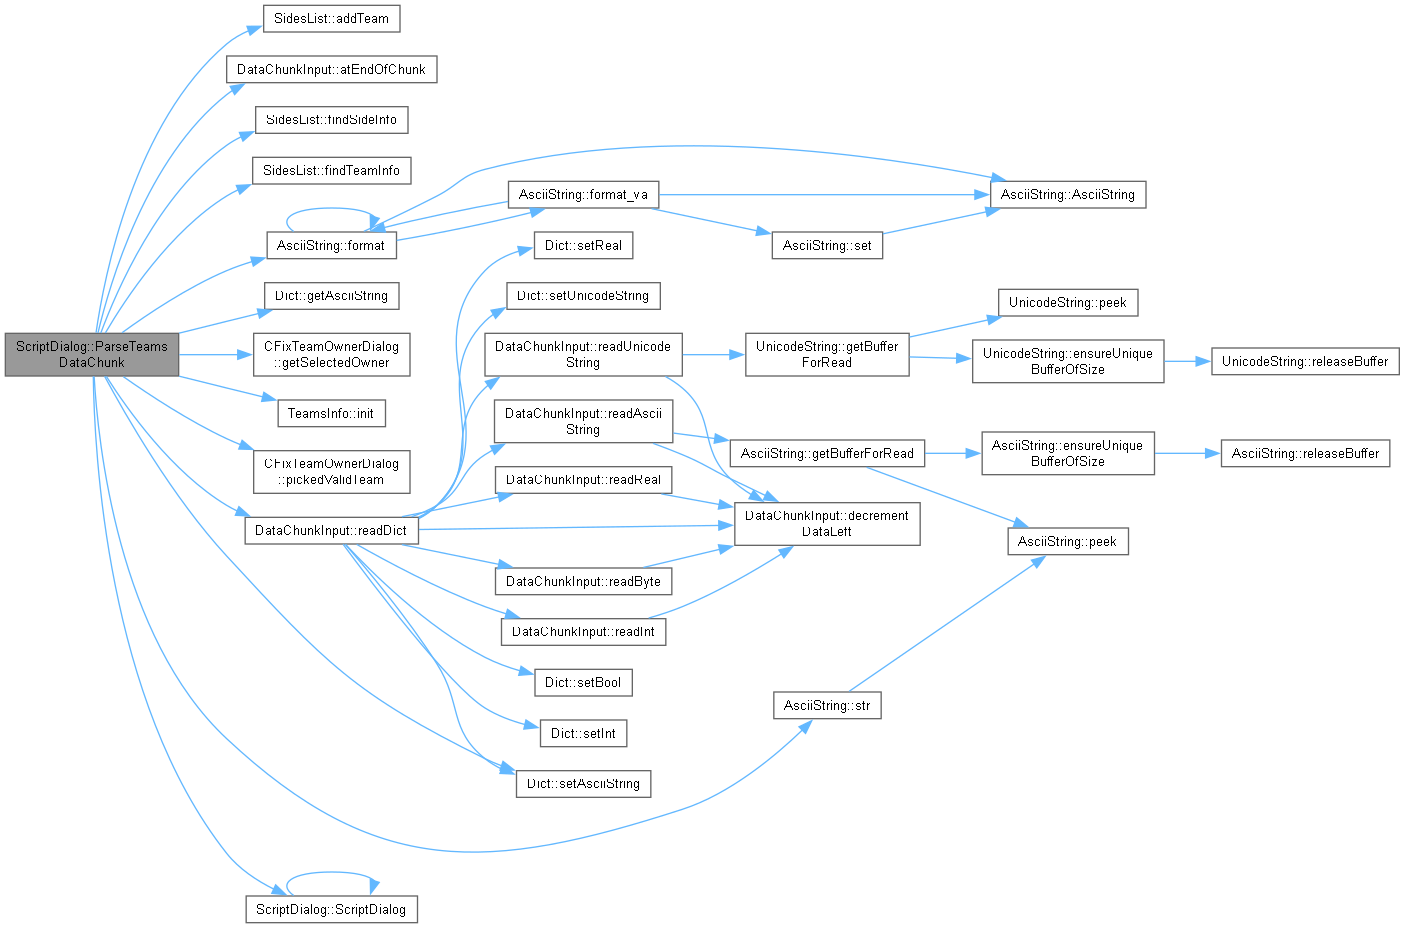 SidesList::addTeam
DataChunkInput::atEndOfChunk
SidesList::findSideInfo
SidesList::findTeamInfo
AsciiString::format_va
AsciiString::AsciiString
AsciiString::format
Dict::setReal
AsciiString::set
Dict::getAsciiString
Dict::setUnicodeString
UnicodeString::peek
ScriptDialog::ParseTeams
DataChunk
CFixTeamOwnerDialog
::getSelectedOwner
DataChunkInput::readUnicode
String
UnicodeString::getBuffer
ForRead
UnicodeString::ensureUnique
BufferOfSize
UnicodeString::releaseBuffer
TeamsInfo::init
DataChunkInput::readAscii
String
CFixTeamOwnerDialog
::pickedValidTeam
AsciiString::getBufferForRead
AsciiString::ensureUnique
BufferOfSize
AsciiString::releaseBuffer
DataChunkInput::readReal
DataChunkInput::readDict
DataChunkInput::decrement
DataLeft
AsciiString::peek
DataChunkInput::readByte
DataChunkInput::readInt
Dict::setBool
AsciiString::str
Dict::setInt
Dict::setAsciiString
ScriptDialog::ScriptDialog